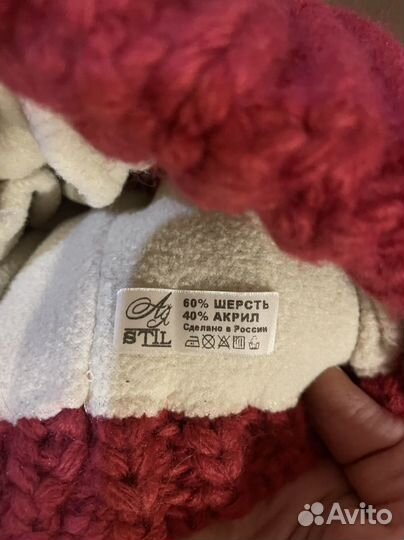 STIL
60% ШЕРСТЬ
40% АКРИЛ
Сделано в России
Avito